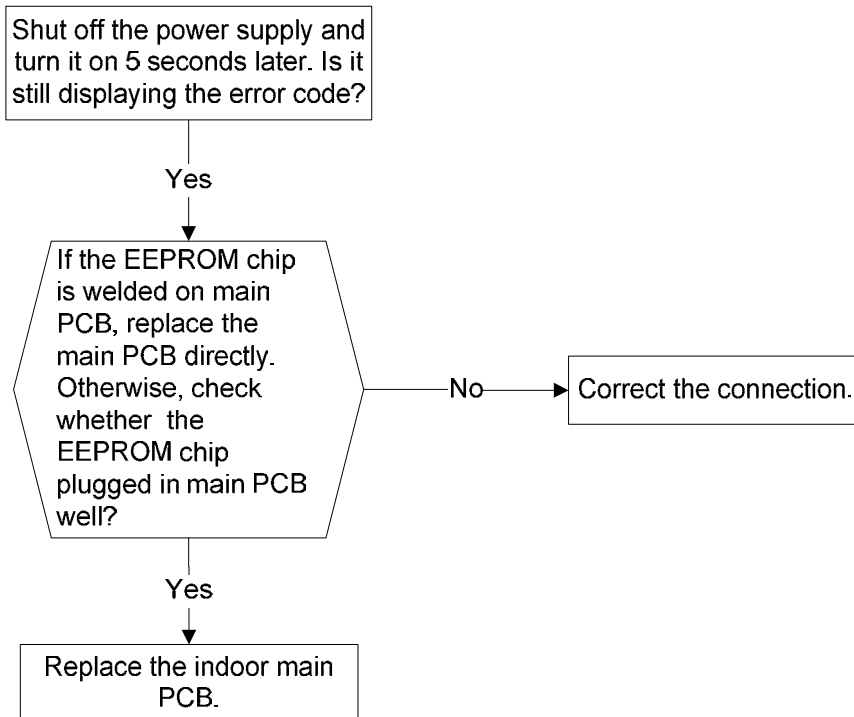 Shut off the power supply and
turn it on 5 seconds later. Is it
still displaying the error code?
Yes
If the EEPROM chip
is welded on main
PCB, replace the
main PCB directly.
Otherwise, check
whether the
EEPROM chip
plugged in main PCB
well?
No
Correct the connection.
Yes
Replace the indoor main
PCB.